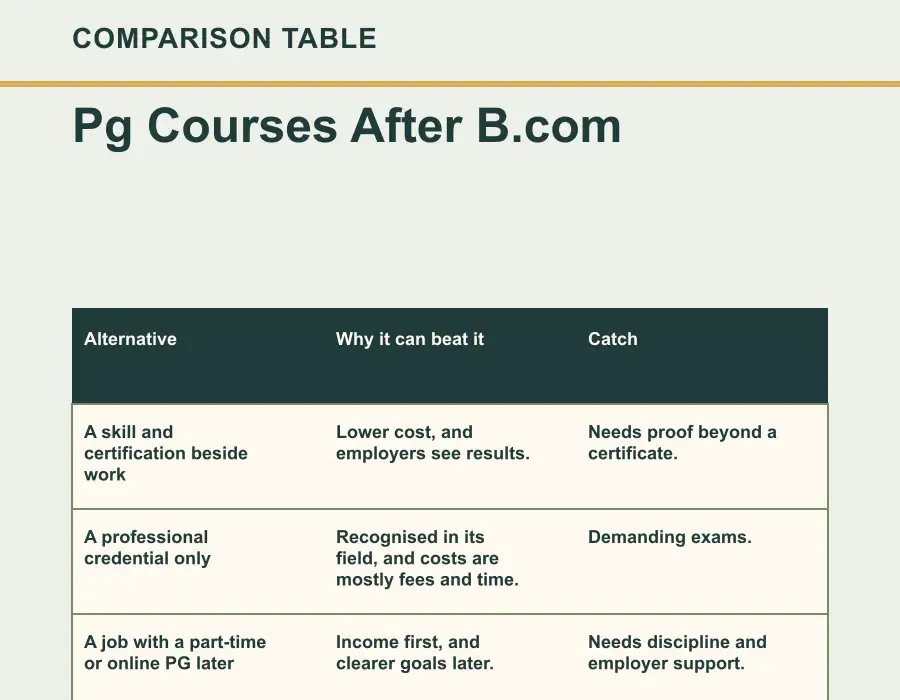 COMPARISON TABLE
Pg Courses After B.com
Alternative
Why it can beat it
Catch
A skill and
certification beside
work
Lower cost, and
employers see results.
Needs proof beyond a
certificate.
A professional
credential only
Recognised in its
field, and costs are
mostly fees and time.
Demanding exams.
A job with a part-time
or online PG later
Income first, and
clearer goals later.
Needs discipline and
employer support.